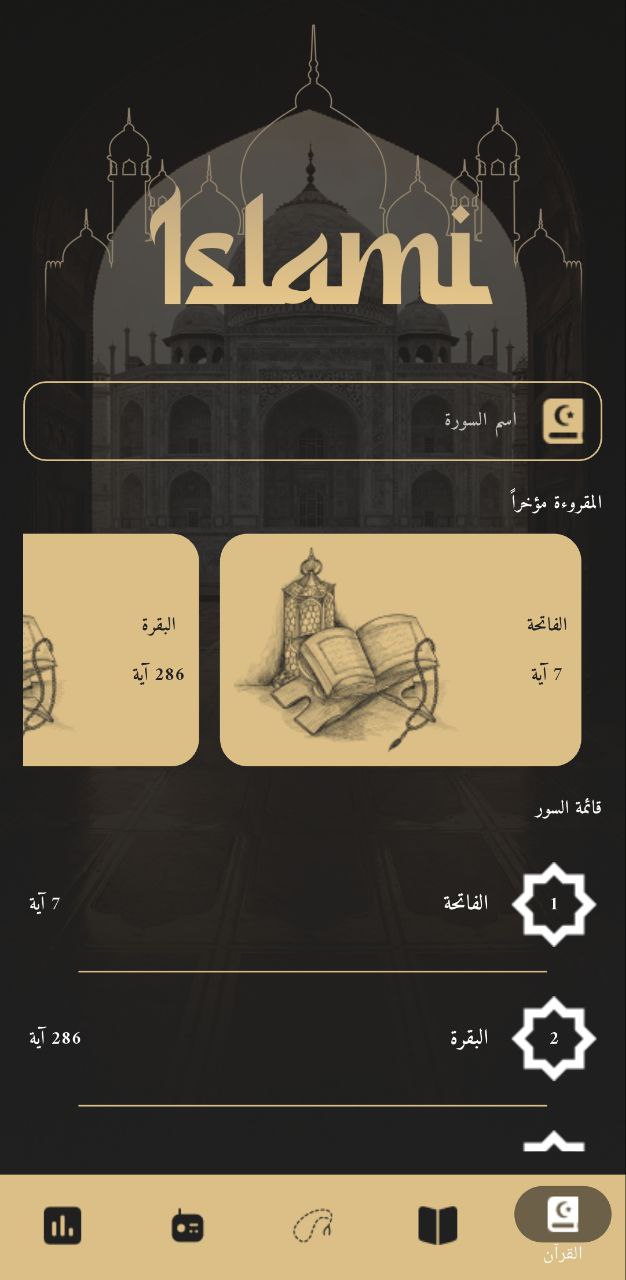 Islami
اسم السورة
المقروءة مؤخراً
الفاتحة
7 آية
البقرة
286 آية
قائمة السور
1 الفاتحة 7 آية
2 البقرة 286 آية
القرآن